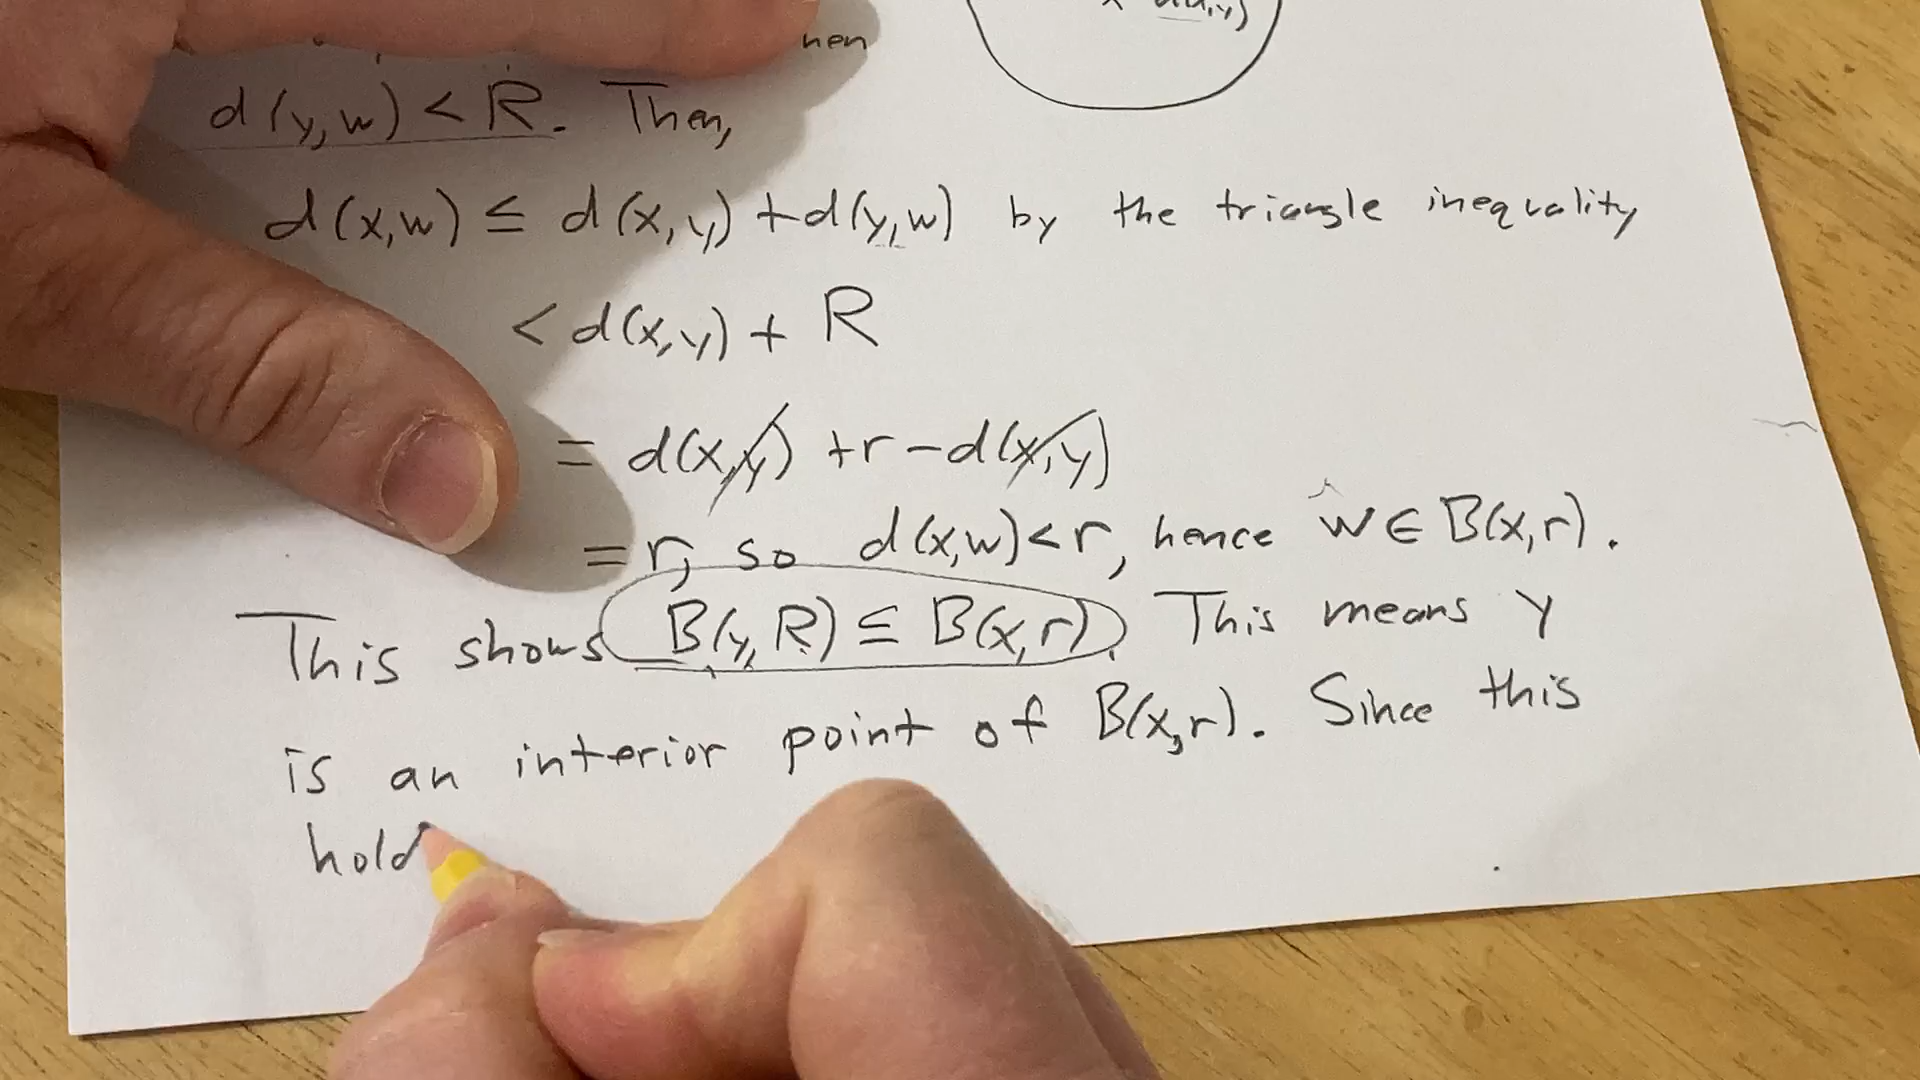 d(y,w) < R. Then,
d(x,w) ≤ d(x,y) + d(y,w) by the triangle inequality
< d(x,y) + R
= d(x,y) + r - d(x,y)
= r, so d(x,w) < r, hence w ∈ B(x,r).
This shows B(y,R) ⊆ B(x,r). This means y
is an interior point of B(x,r). Since this
hold